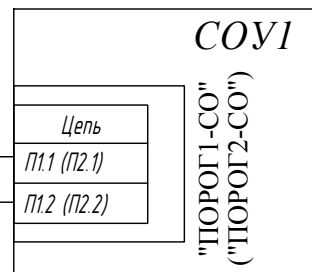 СОУ1
Цепь
П1.1 (П2.1)
П1.2 (П2.2)
"ПОРОГ1-СО"
("ПОРОГ2-СО")